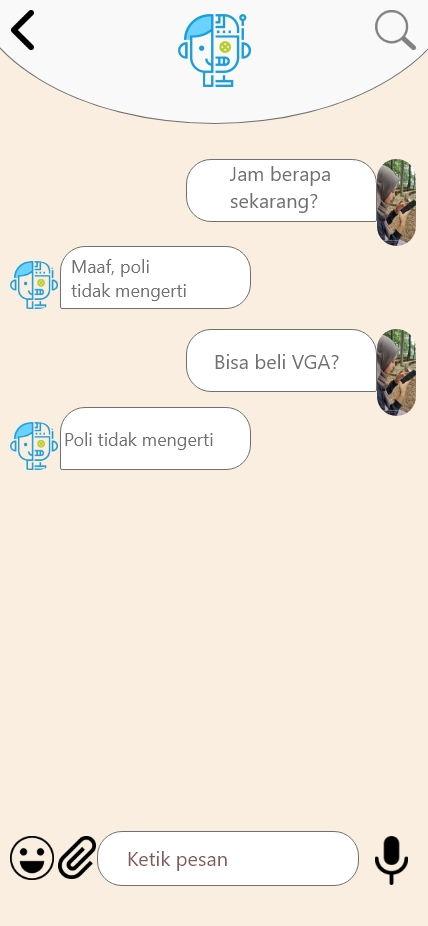 Jam berapa
sekarang?
Maaf, poli
tidak mengerti
Bisa beli VGA?
Poli tidak mengerti
Ketik pesan